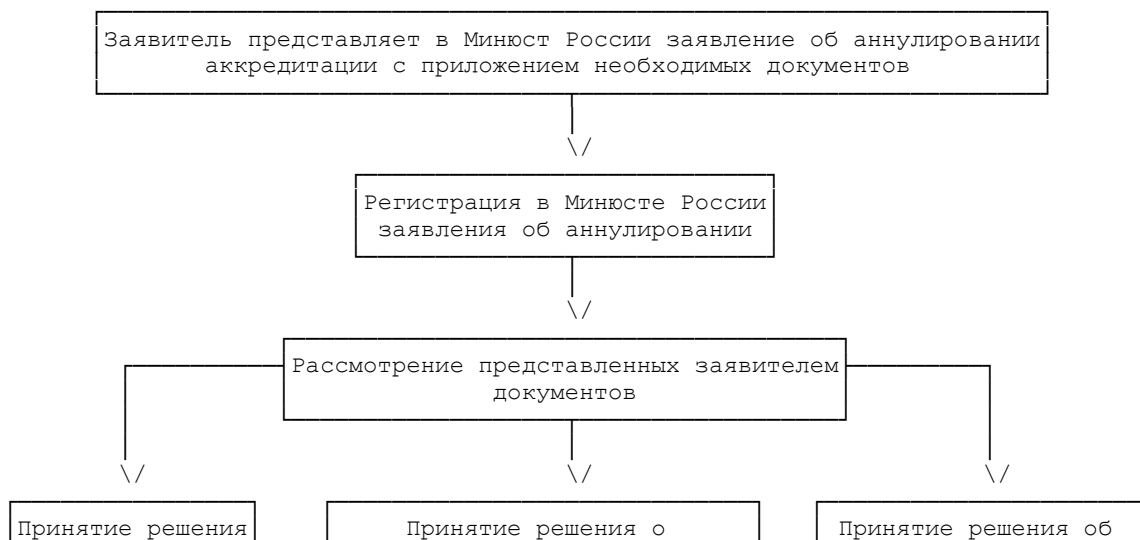 Заявитель представляет в Минюст России заявление об аннулировании
аккредитации с приложением необходимых документов
\/
Регистрация в Минюсте России
заявления об аннулировании
\/
Рассмотрение представленных заявителем
документов
\/ \/ \/
Принятие решения Принятие решения о Принятие решения об